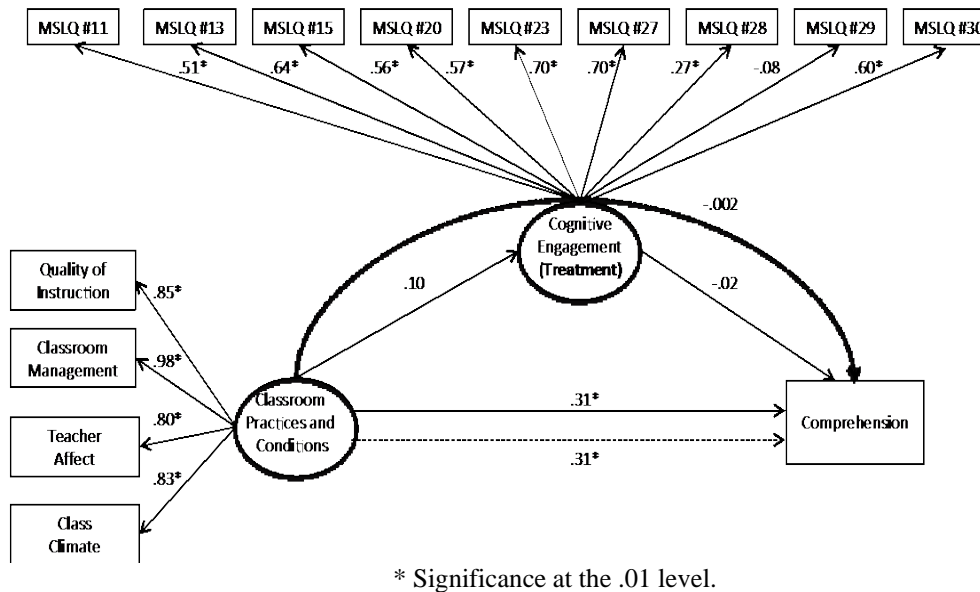 MSLQ #11 MSLQ #13 MSLQ #15 MSLQ #20 MSLQ #23 MSLQ #27 MSLQ #28 MSLQ #29 MSLQ #30
.51* .64* .56* .57* .70* .70* .27* -.08 .60*
-.002
Cognitive
Engagement
(Treatment)
.10
-.02
Quality of
Instruction
.85*
Classroom
Management
.98*
Teacher
Affect
.80*
Class
Climate
.83*
Classroom
Practices and
Conditions
.31*
.31*
Comprehension
* Significance at the .01 level.